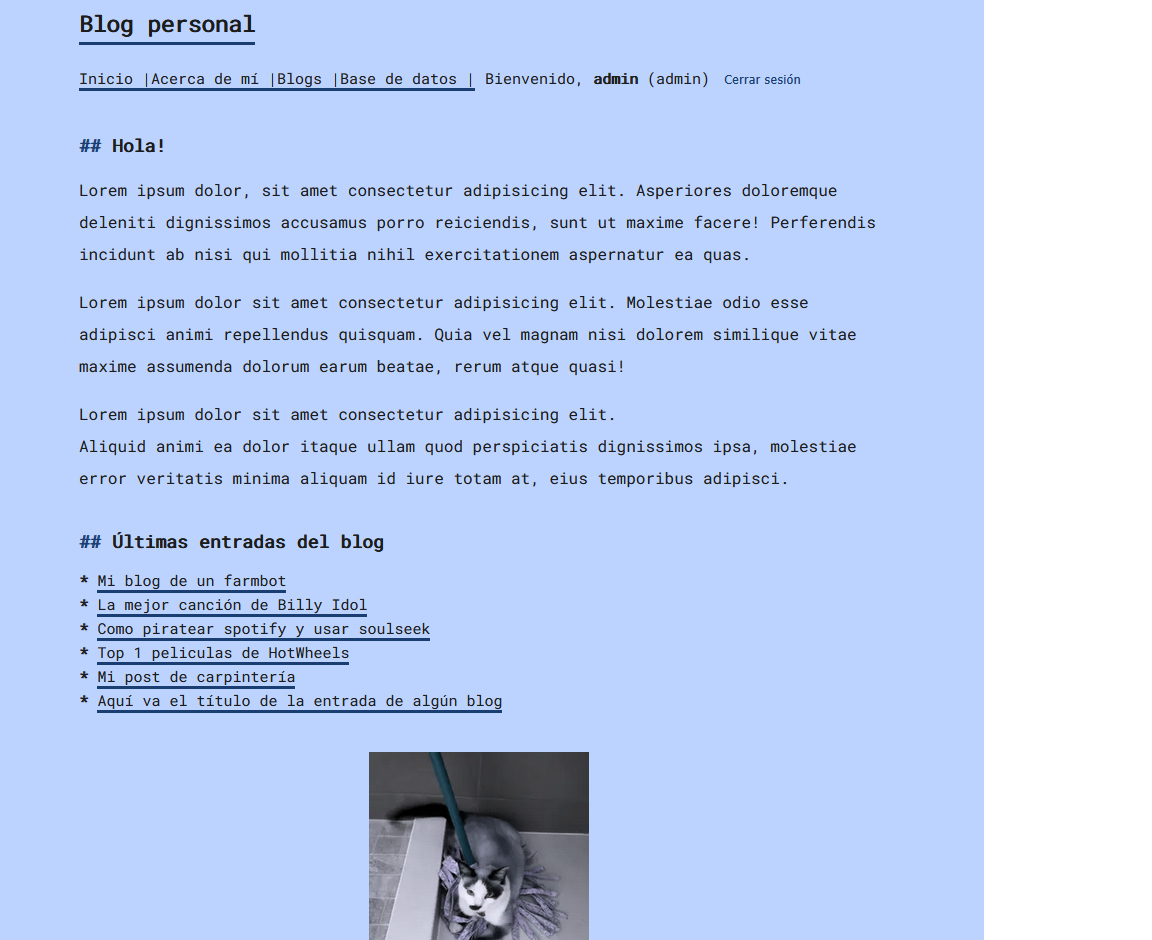 Blog personal
Inicio |Acerca de mí |Blogs |Base de datos | Bienvenido, admin (admin) Cerrar sesión
## Hola!
Lorem ipsum dolor, sit amet consectetur adipisicing elit. Asperiores doloremque
deleniti dignissimos accusamus porro reiciendis, sunt ut maxime facere! Perferendis
incidunt ab nisi qui mollitia nihil exercitationem aspernatur ea quas.
Lorem ipsum dolor sit amet consectetur adipisicing elit. Molestiae odio esse
adipisci animi repellendus quisquam. Quia vel magnam nisi dolorem similique vitae
maxime assumenda dolorum earum beatae, rerum atque quasi!
Lorem ipsum dolor sit amet consectetur adipisicing elit.
Aliquid animi ea dolor itaque ullam quod perspiciatis dignissimos ipsa, molestiae
error veritatis minima aliquam id iure totam at, eius temporibus adipisci.
## Últimas entradas del blog
* Mi blog de un farmbot
* La mejor canción de Billy Idol
* Como piratear spotify y usar soulseek
* Top 1 peliculas de HotWheels
* Mi post de carpintería
* Aquí va el título de la entrada de algún blog